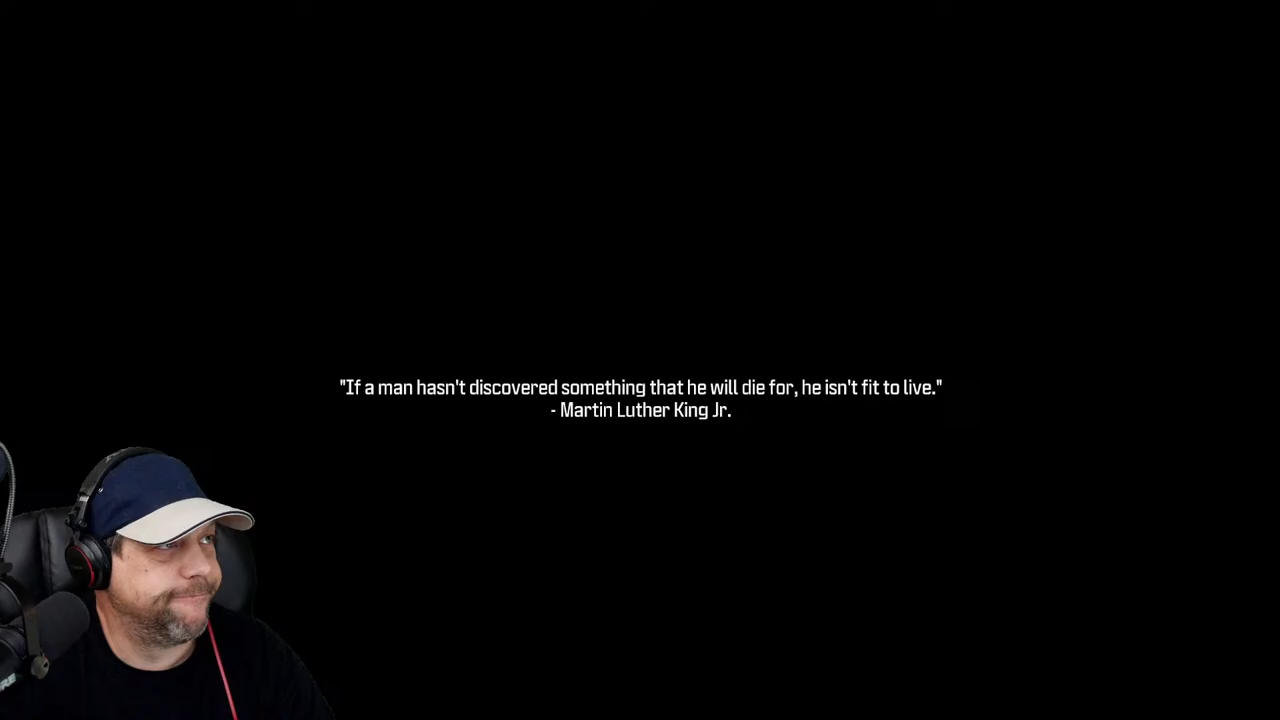 "If a man hasn't discovered something that he will die for, he isn't fit to live."
- Martin Luther King Jr.